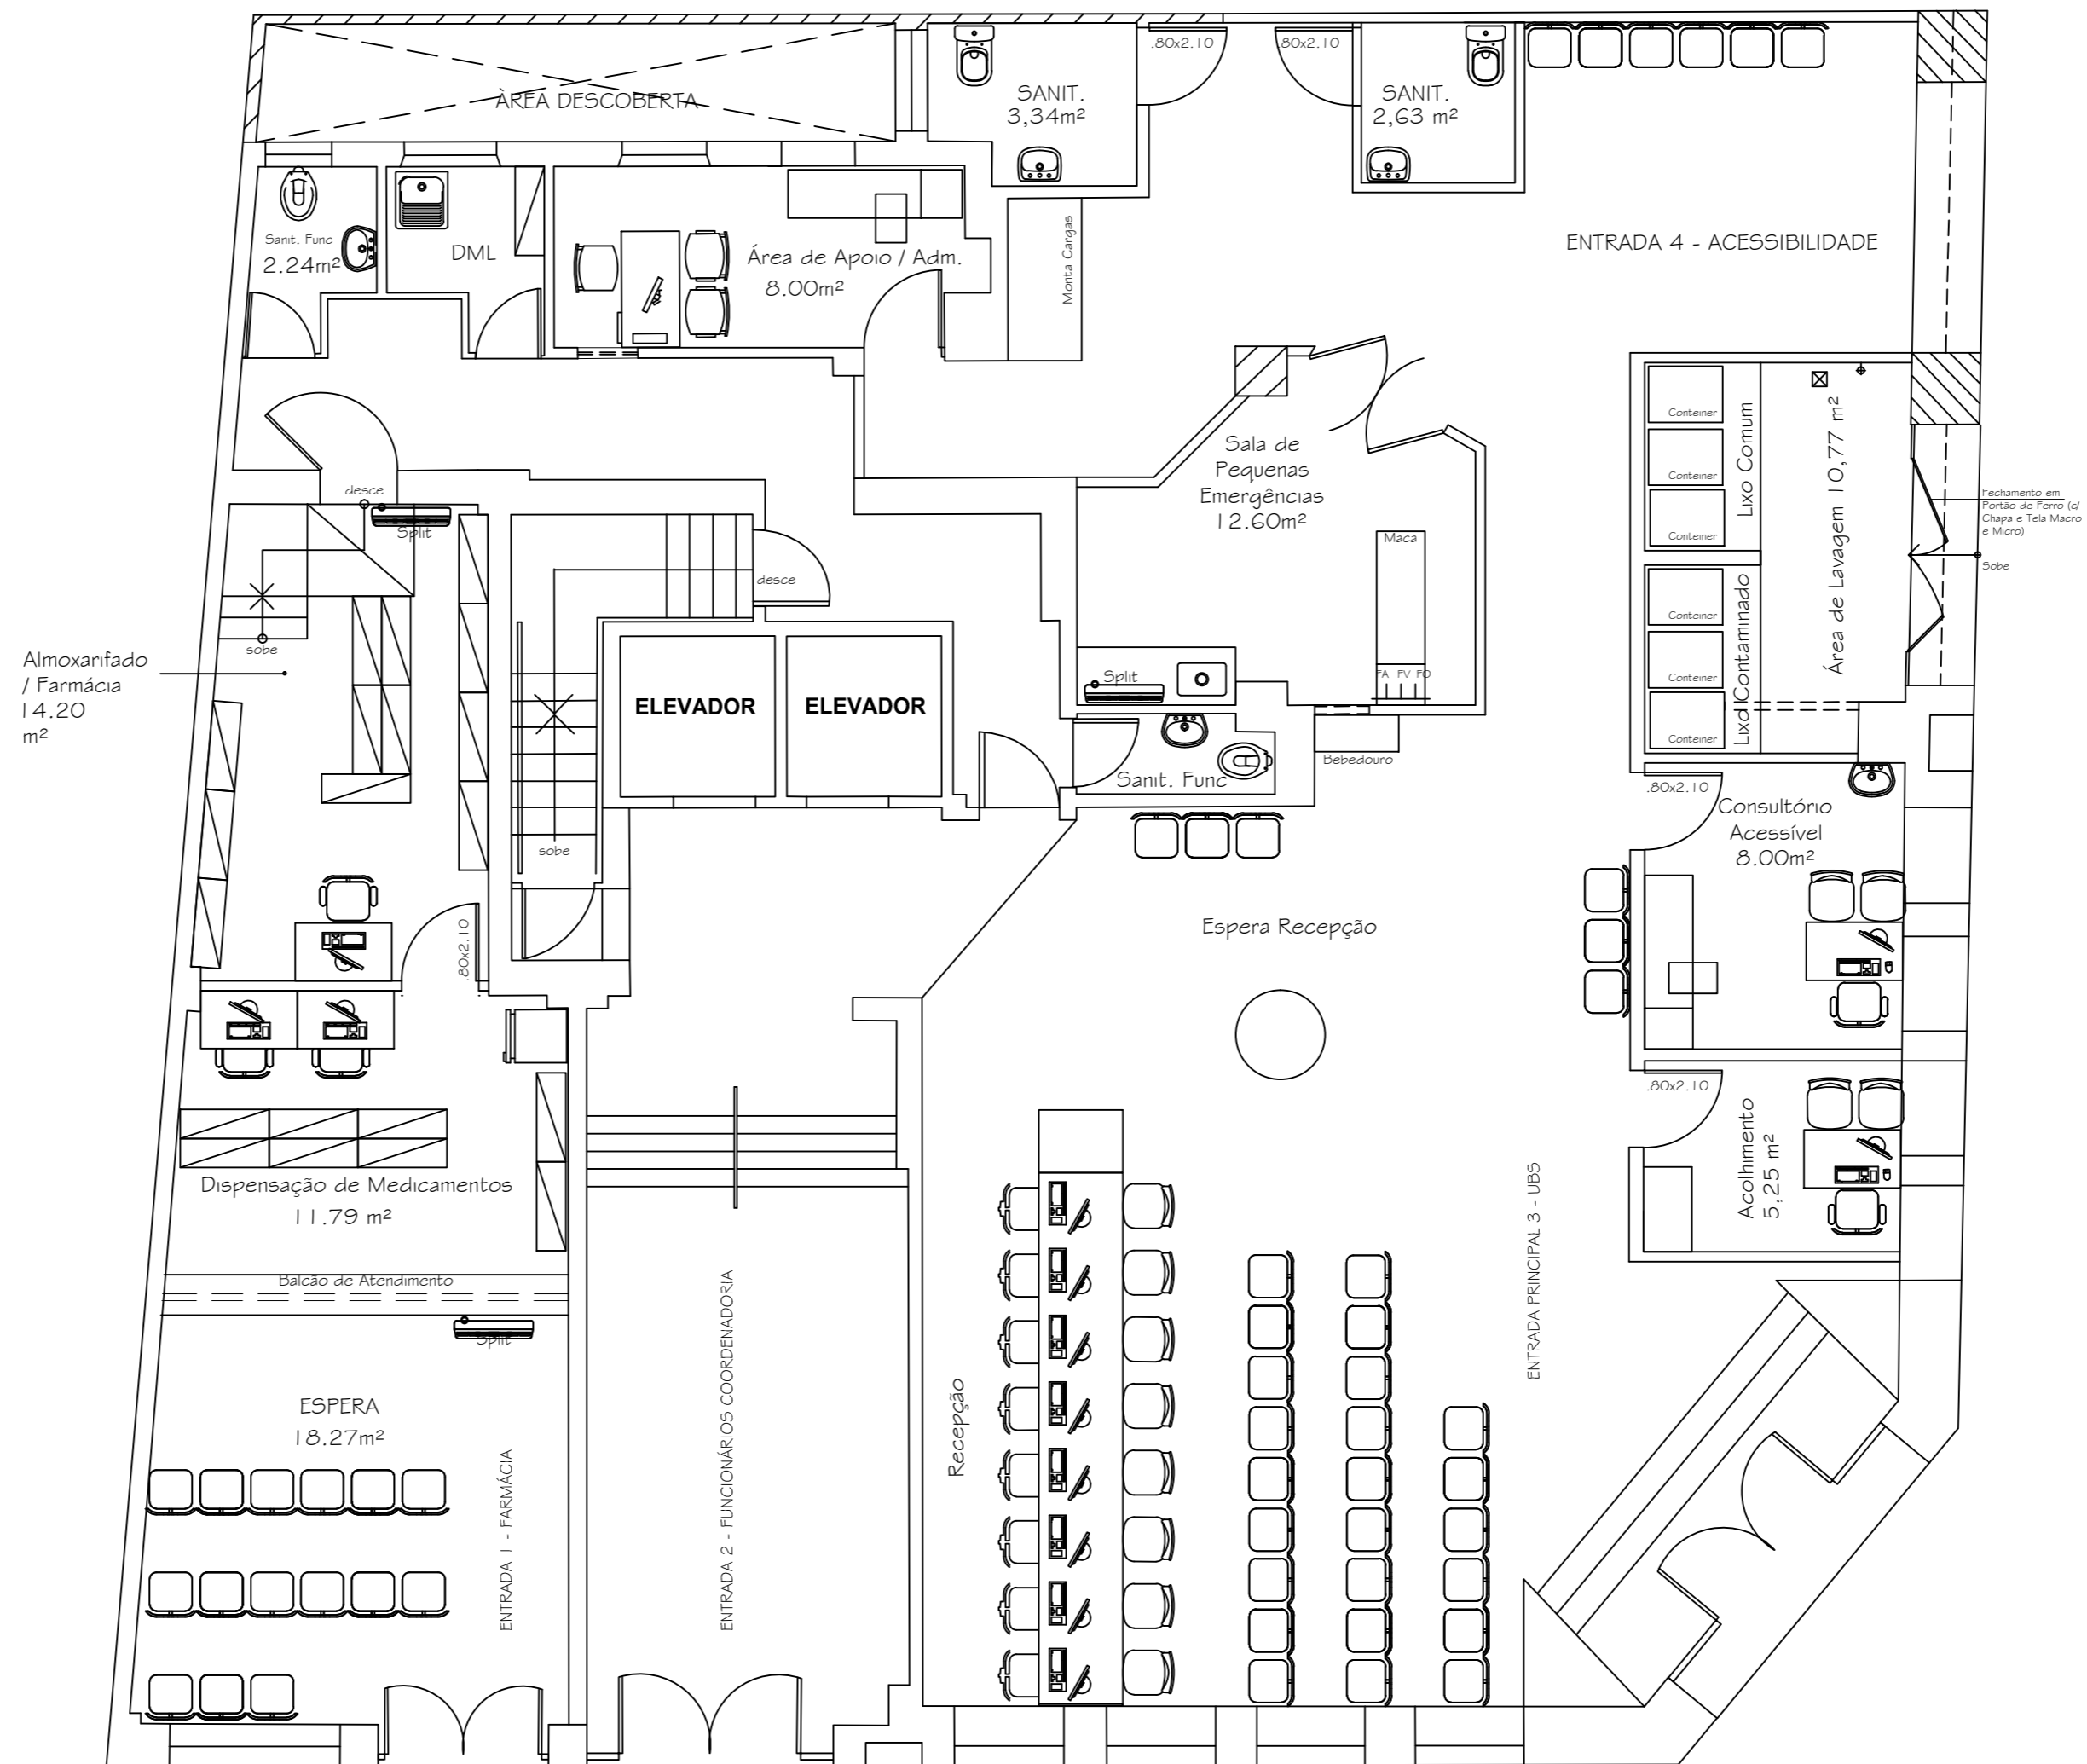 ÀREA DESCOBERTA
SANIT.
3,34m²
.80x2.10
.80x2.10
SANIT.
2,63 m²
Sanit. Func
2.24m²
DML
Área de Apoio / Adm.
8.00m²
Monta Cargas
ENTRADA 4 - ACESSIBILIDADE
Sala de
Pequenas
Emergências
12.60m²
Maca
FA FV FO
Split
Conteiner
Conteiner
Conteiner
Lixo Comum
Conteiner
Conteiner
Conteiner
Lixo Contaminado
Área de Lavagem 10,77 m²
Fechamento em
Portão de Ferro (c/
Chapa e Tela Macro
e Micro)
Sobe
desce
Split
sobe
desce
Almoxarifado
/ Farmácia
14.20
m²
ELEVADOR
ELEVADOR
sobe
Sanit. Func
Bebedouro
.80x2.10
Consultório
Acessível
8.00m²
.80x2.10
Espera Recepção
.80x2.10
Acolhimento
5,25 m²
Dispensação de Medicamentos
11.79 m²
Balcão de Atendimento
Split
ESPERA
18.27m²
ENTRADA 1 - FARMÁCIA
ENTRADA 2 - FUNCIONÁRIOS COORDENADORIA
Recepção
ENTRADA PRINCIPAL 3 - UBS